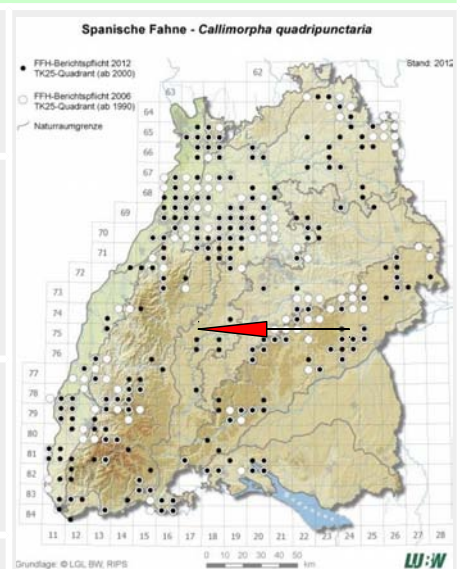 Spanische Fahne - Callimorpha quadripunctaria
Stand: 2012
FFH-Berichtspflicht 2012
TK25-Quadrant (ab 2000)
FFH-Berichtspflicht 2006
TK25-Quadrant (ab 1990)
Naturraumgrenze
62
63
64
65
66
67
68
69
70
71
72
73
74
75
76
77
78
79
80
81
82
83
84
11 12 13 14 15 16 17 18 19 20 21 22 23 24 25 26 27 28
Grundlage: © LGL BW, RIPS
0 10 20 30 40 50
km
LUBW